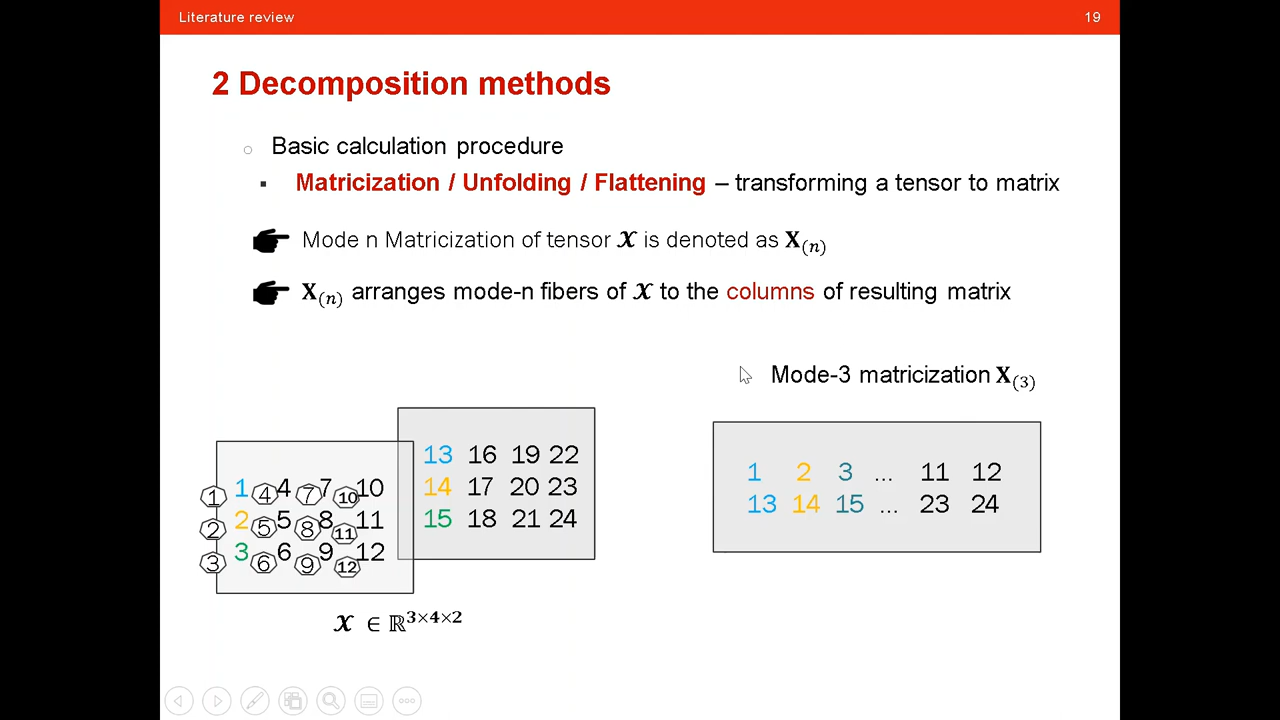 Literature review 19
2 Decomposition methods
Basic calculation procedure
Matricization / Unfolding / Flattening – transforming a tensor to matrix
Mode n Matricization of tensor 𝓧 is denoted as 𝐗(𝑛)
𝐗(𝑛) arranges mode-n fibers of 𝓧 to the columns of resulting matrix
Mode-3 matricization 𝐗(3)
13 16 19 22
14 17 20 23
15 18 21 24
① 1 ④ 4 ⑦ 7 ⑩ 10
② 2 ⑤ 5 ⑧ 8 ⑪ 11
③ 3 ⑥ 6 ⑨ 9 ⑫ 12
1 2 3 ... 11 12
13 14 15 ... 23 24
𝓧 ∈ ℝ³ˣ⁴ˣ²